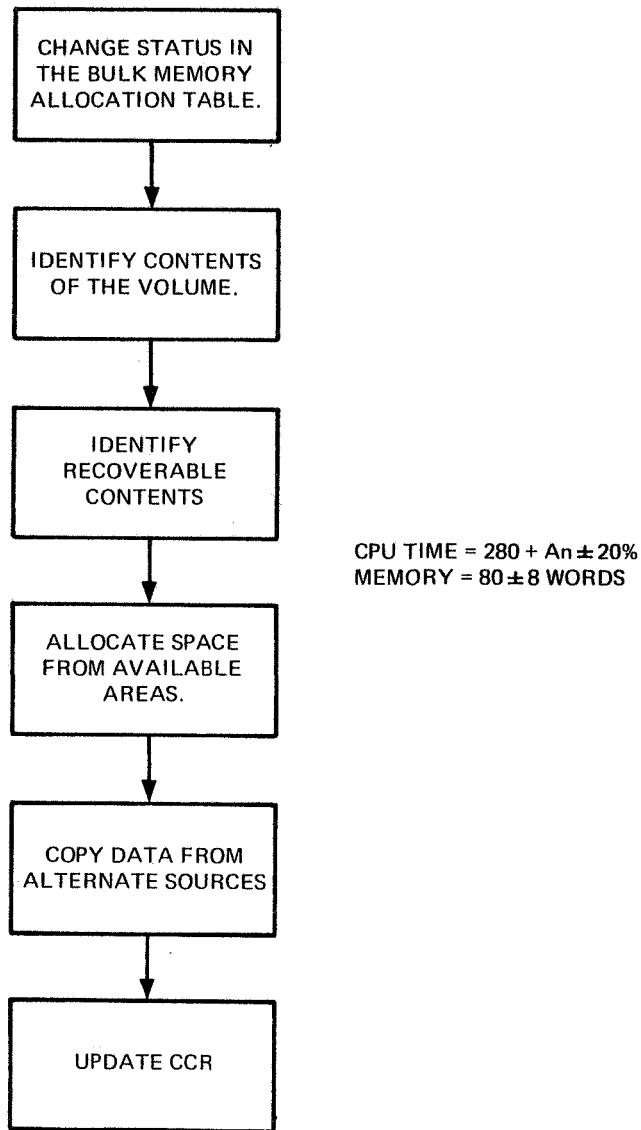 CHANGE STATUS IN
THE BULK MEMORY
ALLOCATION TABLE.
IDENTIFY CONTENTS
OF THE VOLUME.
IDENTIFY
RECOVERABLE
CONTENTS
CPU TIME = 280 + An ± 20%
MEMORY = 80 ± 8 WORDS
ALLOCATE SPACE
FROM AVAILABLE
AREAS.
COPY DATA FROM
ALTERNATE SOURCES
UPDATE CCR